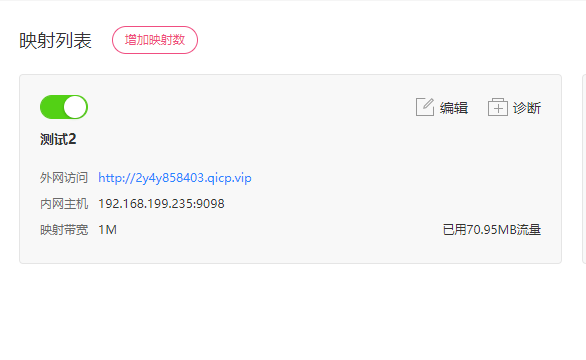 映射列表 增加映射数
编辑 诊断
测试2
外网访问 http://2y4y858403.qicp.vip
内网主机 192.168.199.235:9098
映射带宽 1M 已用70.95MB流量